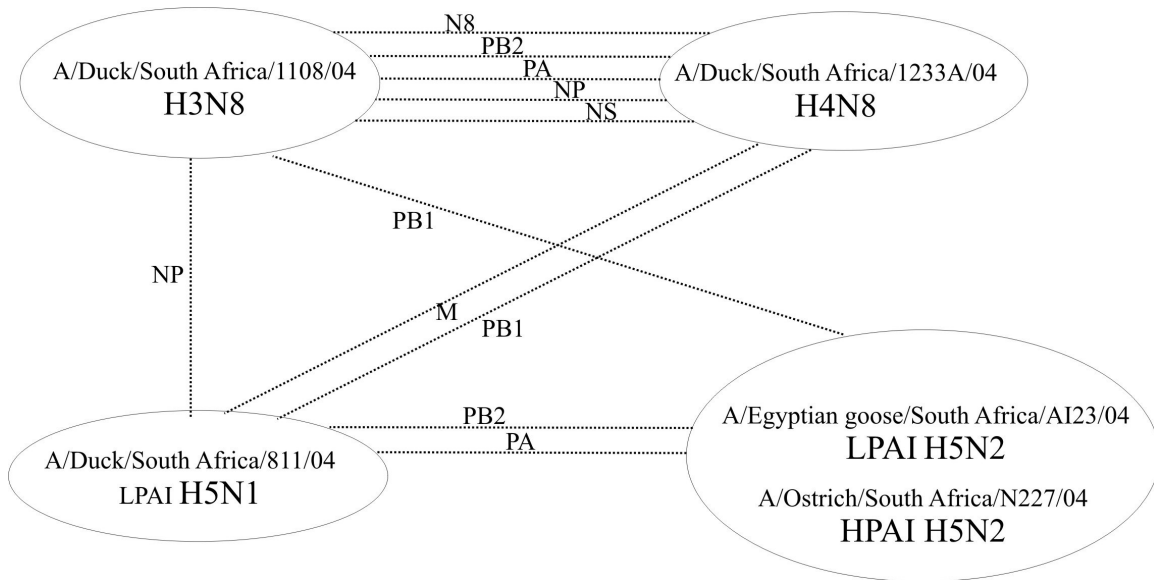 N8
PB2
A/Duck/South Africa/1108/04
PA
A/Duck/South Africa/1233A/04
H3N8
NP
H4N8
NS
PB1
NP
M
PB1
PB2
A/Egyptian goose/South Africa/AI23/04
PA
A/Duck/South Africa/811/04
LPAI H5N2
LPAI H5N1
A/Ostrich/South Africa/N227/04
HPAI H5N2